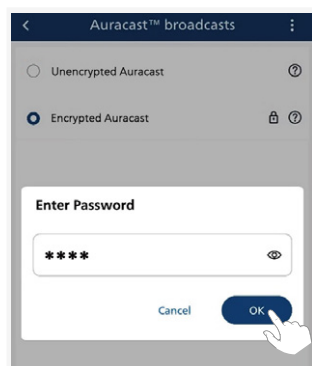 Auracast™ broadcasts
Unencrypted Auracast
Encrypted Auracast
Enter Password
****
Cancel OK